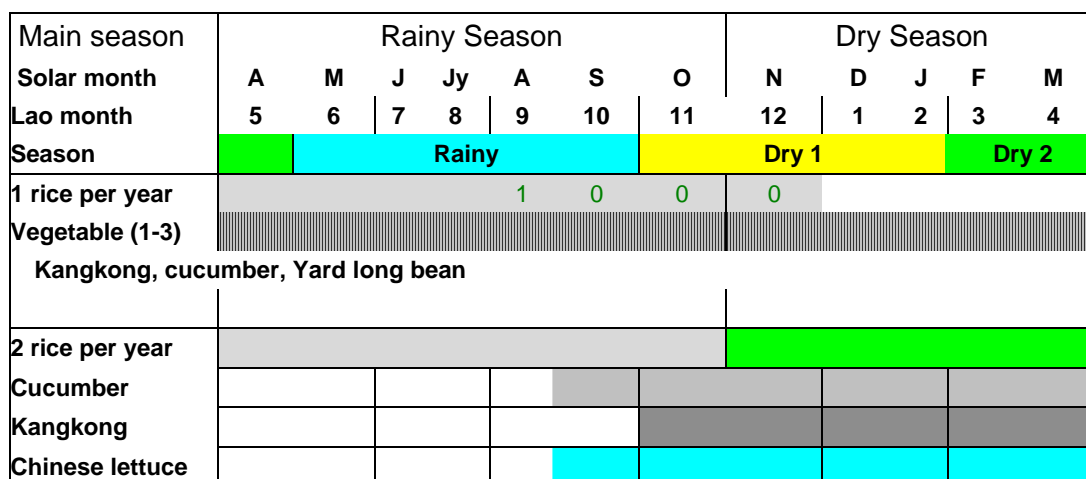 Main season Rainy Season Dry Season
Solar month A M J Jy A S O N D J F M
Lao month 5 6 7 8 9 10 11 12 1 2 3 4
Season Rainy Dry 1 Dry 2
1 rice per year 1 0 0 0
Vegetable (1-3)
Kangkong, cucumber, Yard long bean
2 rice per year
Cucumber
Kangkong
Chinese lettuce